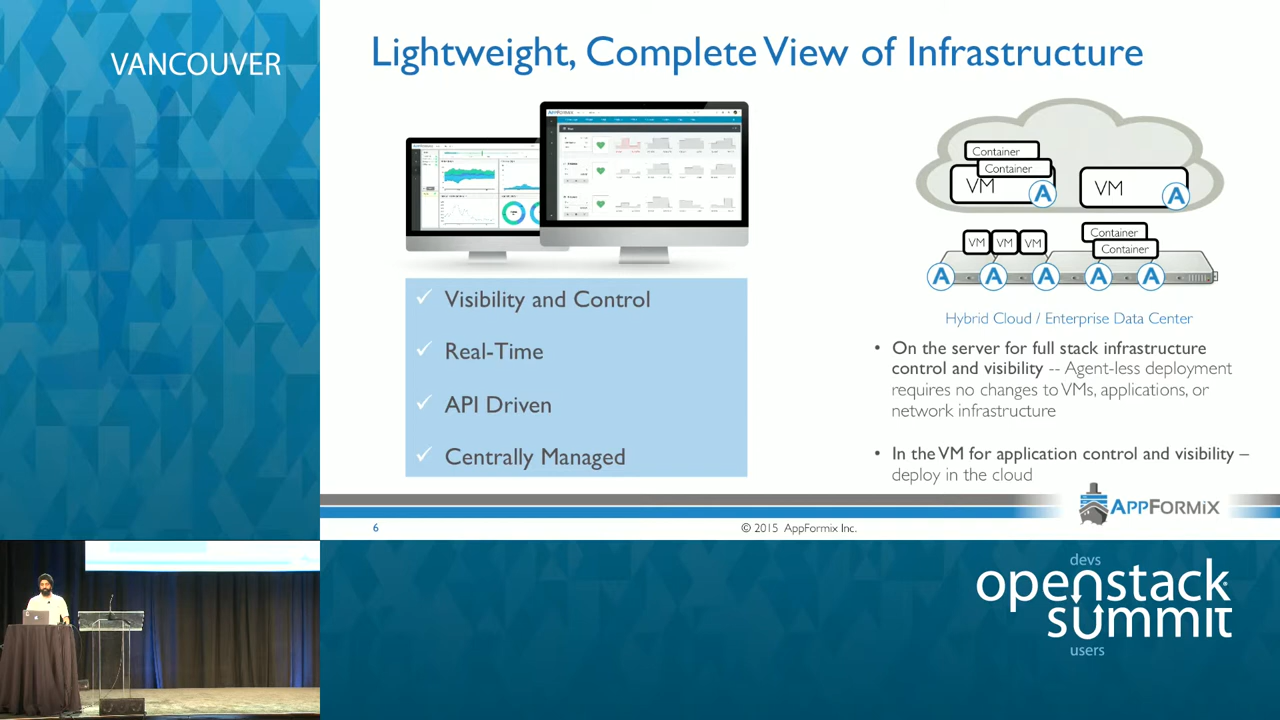 VANCOUVER
Lightweight, Complete View of Infrastructure
APPFORMIX
Container
Container
VM
A
VM
A
VM
VM
VM
Container
Container
A
A
A
A
A
Hybrid Cloud / Enterprise Data Center
✓ Visibility and Control
✓ Real-Time
✓ API Driven
✓ Centrally Managed
• On the server for full stack infrastructure
control and visibility -- Agent-less deployment
requires no changes to VMs, applications, or
network infrastructure
• In the VM for application control and visibility –
deploy in the cloud
APPFORMIX
6
© 2015 AppFormix Inc.
devs
openstack
summit
users